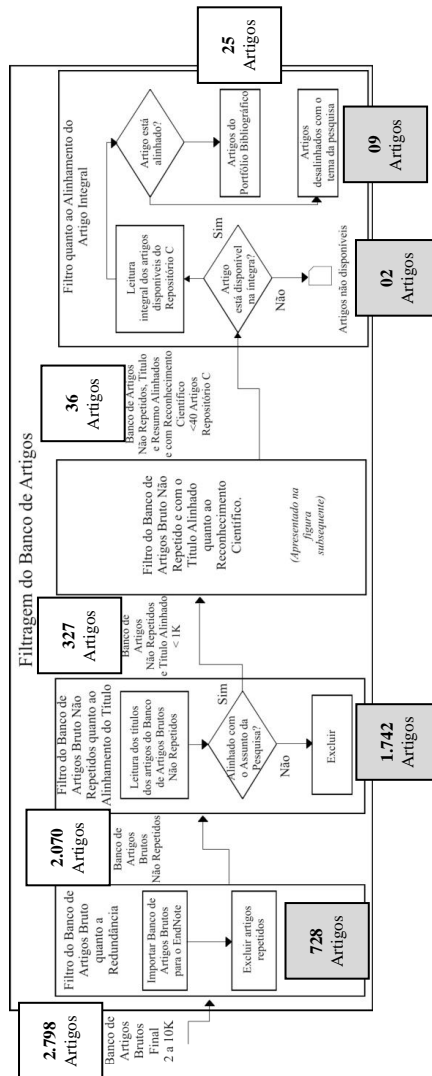 Filtragem do Banco de Artigos
2.798
Artigos
Banco de
Artigos
Brutos
Final
2 a 10K
Filtro do Banco de
Artigos Bruto
quanto a
Redundância
Importar Banco de
Artigos Brutos
para o EndNote
Excluir artigos
repetidos
728
Artigos
2.070
Artigos
Banco de
Artigos
Brutos
Não Repetidos
Filtro do Banco de
Artigos Bruto Não
Repetidos quanto ao
Alinhamento do Título
Leitura dos títulos
dos artigos do Banco
de Artigos Brutos
Não Repetidos
Alinhado com
o Assunto da
Pesquisa?
Sim
Não
Excluir
1.742
Artigos
327
Artigos
Banco de
Artigos
Não Repetidos
e Título Alinhado
< 1K
Filtro do Banco de
Artigos Bruto Não
Repetido e com o
Título Alinhado
quanto ao
Reconhecimento
Científico.
(Apresentado na
figura
subsequente)
36
Artigos
Banco de Artigos
Não Repetidos, Título
e Resumo Alinhados
e com Reconhecimento
Científico
<40 Artigos
Repositório C
Filtro quanto ao Alinhamento do
Artigo Integral
Leitura
integral dos artigos
disponíveis do
Repositório C
Sim
Artigo
está disponível
na integra?
Não
Artigos não disponíveis
02
Artigos
Artigo está
alinhado?
Artigos do
Portfólio Bibliográfico
Artigos
desalinhados com o
tema da pesquisa
25
Artigos
09
Artigos